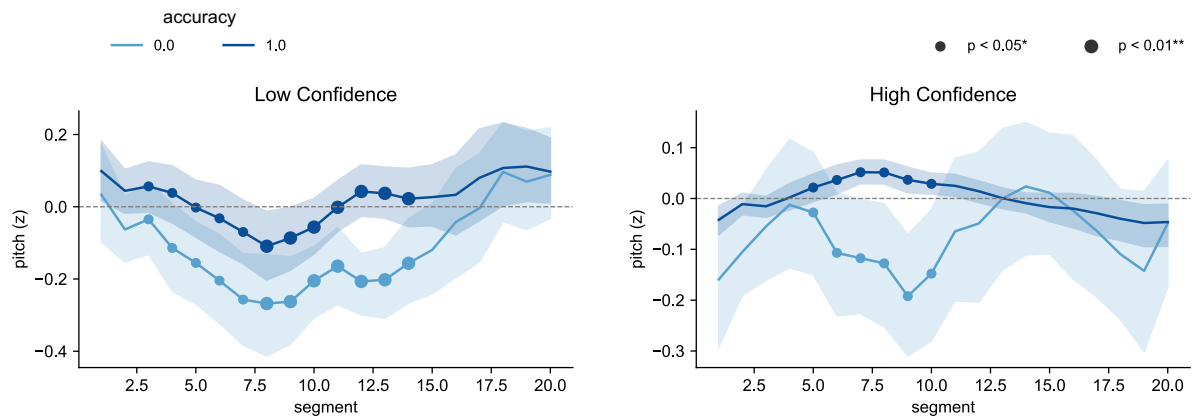 accuracy
0.0 1.0
p < 0.05* p < 0.01**
Low Confidence
0.2
0.0
−0.2
−0.4
pitch (z)
2.5 5.0 7.5 10.0 12.5 15.0 17.5 20.0
segment
High Confidence
0.1
0.0
−0.1
−0.2
−0.3
pitch (z)
2.5 5.0 7.5 10.0 12.5 15.0 17.5 20.0
segment